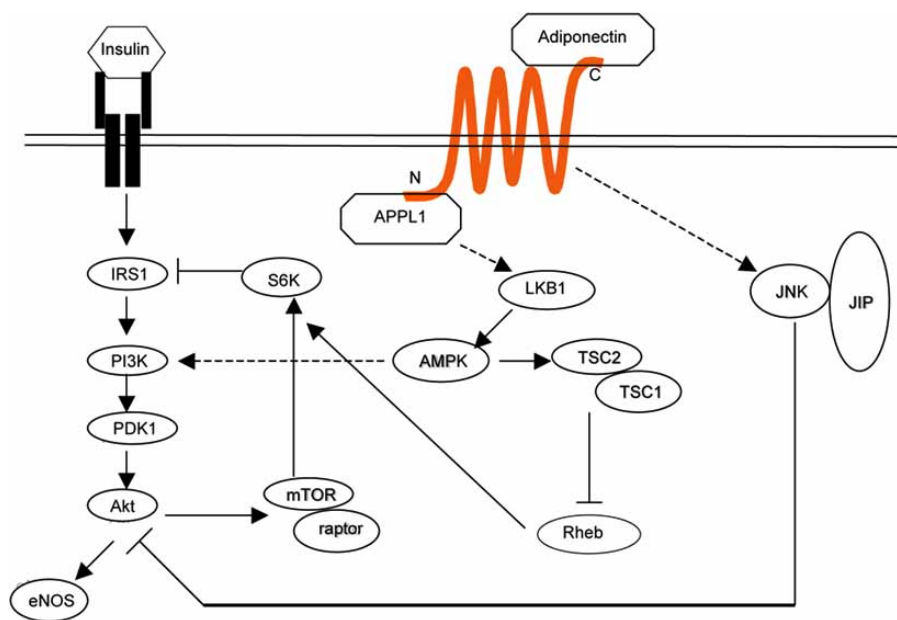 Insulin
Adiponectin
C
N
APPL1
IRS1
S6K
LKB1
JNK
JIP
PI3K
AMPK
TSC2
TSC1
PDK1
Akt
mTOR
raptor
Rheb
eNOS